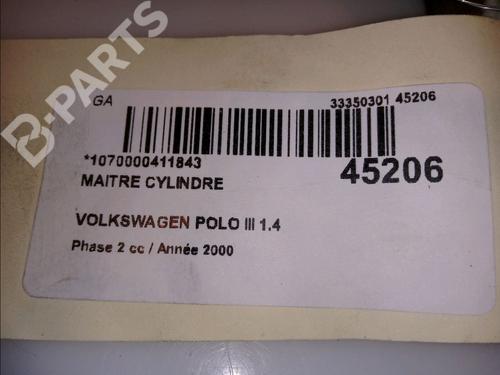 B-PARTS
GA 33350301 45206
*1070000411843
45206
MAITRE CYLINDRE
VOLKSWAGEN POLO III 1.4
Phase 2 cc / Année 2000